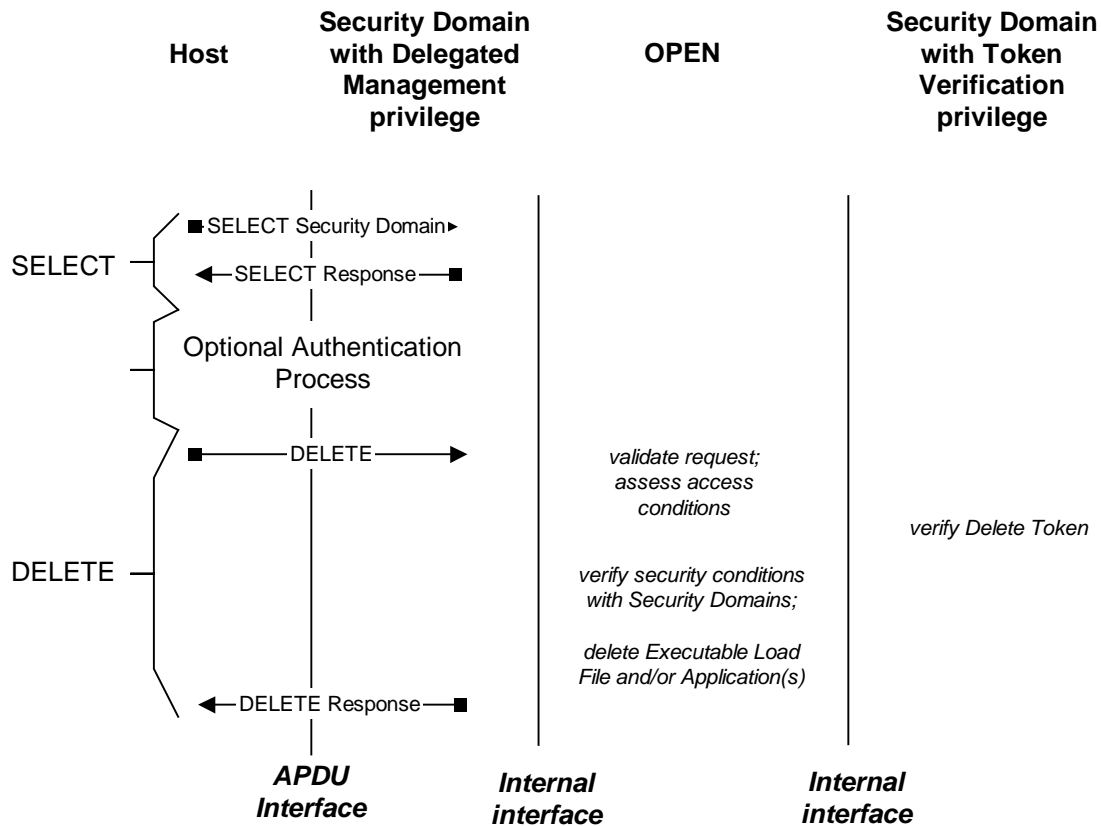 Host
Security Domain
with Delegated
Management
privilege
OPEN
Security Domain
with Token
Verification
privilege
SELECT
SELECT Security Domain
SELECT Response
Optional Authentication
Process
DELETE
DELETE
validate request;
assess access
conditions
verify Delete Token
verify security conditions
with Security Domains;
delete Executable Load
File and/or Application(s)
DELETE Response
APDU
Interface
Internal
interface
Internal
interface